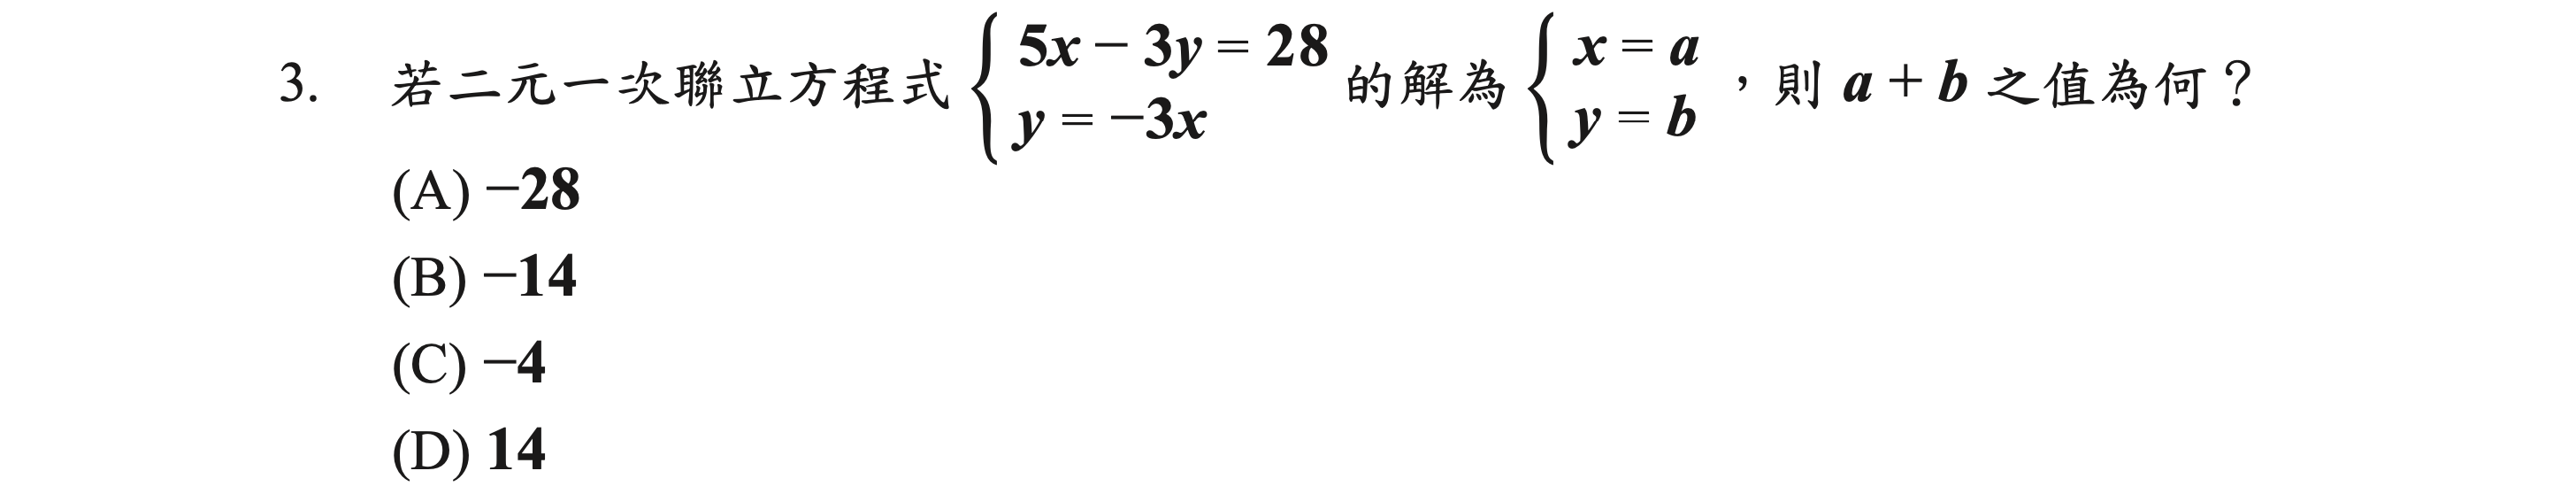 3. 若二元一次聯立方程式 { 5x − 3y = 28 y = −3x 的解為 { x = a y = b ,則 a + b 之值為何?
(A) −28
(B) −14
(C) −4
(D) 14